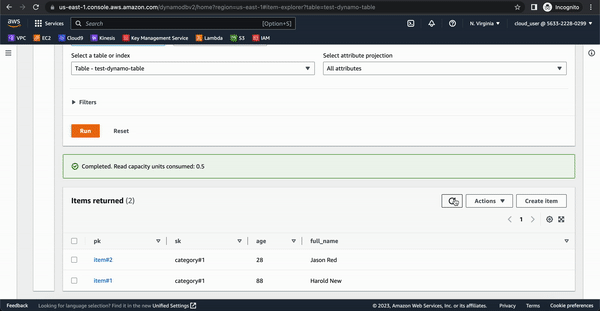 us-east-1.console.aws.amazon.com/dynamodbv2/home?region=us-east-1#item-explorer?table=test-dynamo-table
Incognito
aws
Services
Search
[Option+S]
N. Virginia
cloud_user @ 5633-2228-0299
VPC
EC2
Cloud9
Kinesis
Key Management Service
Lambda
S3
IAM
Select a table or index
Select attribute projection
Table - test-dynamo-table
All attributes
Filters
Run
Reset
Completed. Read capacity units consumed: 0.5
Items returned (2)
Actions
Create item
1
pk
sk
age
full_name
item#2
category#1
28
Jason Red
item#1
category#1
88
Harold New
Feedback
Looking for language selection? Find it in the new Unified Settings
© 2023, Amazon Web Services, Inc. or its affiliates.
Privacy
Terms
Cookie preferences